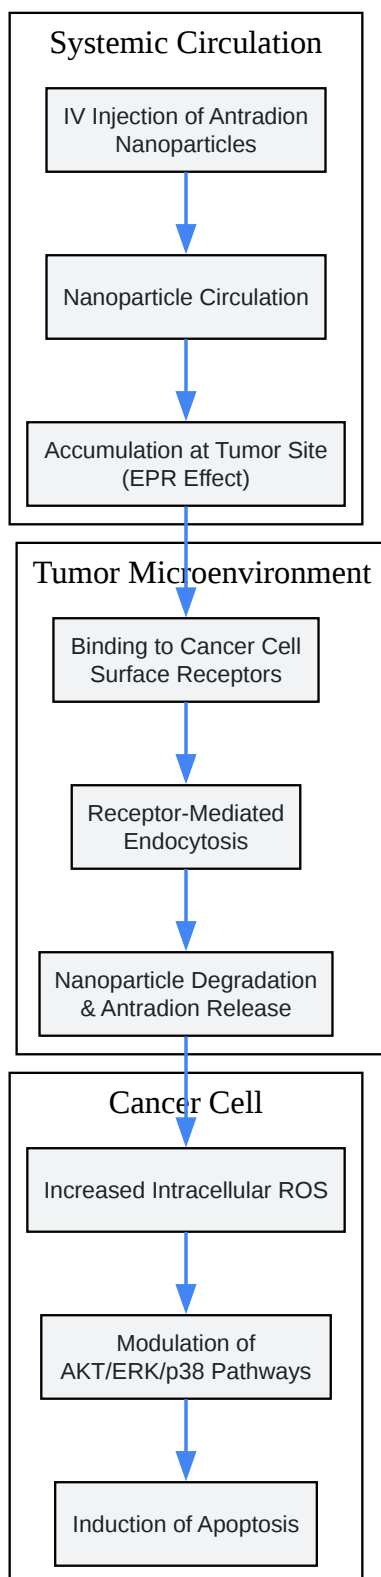 Systemic Circulation
IV Injection of Antradion
Nanoparticles
Nanoparticle Circulation
Accumulation at Tumor Site
(EPR Effect)
Tumor Microenvironment
Binding to Cancer Cell
Surface Receptors
Receptor-Mediated
Endocytosis
Nanoparticle Degradation
& Antradion Release
Cancer Cell
Increased Intracellular ROS
Modulation of
AKT/ERK/p38 Pathways
Induction of Apoptosis